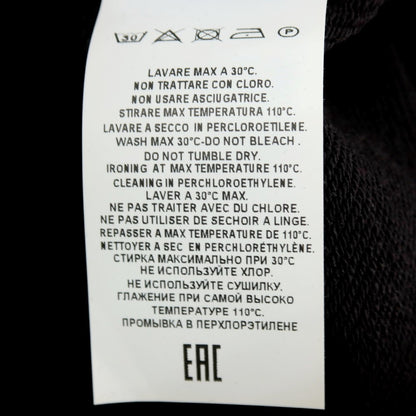 30 P
LAVARE MAX A 30°C.
NON TRATTARE CON CLORO.
NON USARE ASCIUGATRICE.
STIRARE MAX TEMPERATURA 110°C.
LAVARE A SECCO IN PERCLOROETILENE.
WASH MAX 30°C-DO NOT BLEACH .
DO NOT TUMBLE DRY.
IRONING AT MAX TEMPERATURE 110°C.
CLEANING IN PERCHLOROETHYLENE.
LAVER A 30°C MAX.
NE PAS TRAITER AVEC DU CHLORE.
NE PAS UTILISER DE SECHOIR A LINGE.
REPASSER A MAX TEMPERATURE DE 110°C.
NETTOYER A SEC EN PERCHLORÉTHYLÈNE.
СТИРКА МАКСИМАЛЬНО ПРИ 30°C
НЕ ИСПОЛЬЗУЙТЕ ХЛОР.
НЕ ИСПОЛЬЗУЙТЕ СУШИЛКУ.
ГЛАЖЕНИЕ ПРИ САМОЙ ВЫСОКО
ТЕМПЕРАТУРЕ 110°C.
ПРОМЫВКА В ПЕРХЛОРЭТИЛЕНЕ
EAC